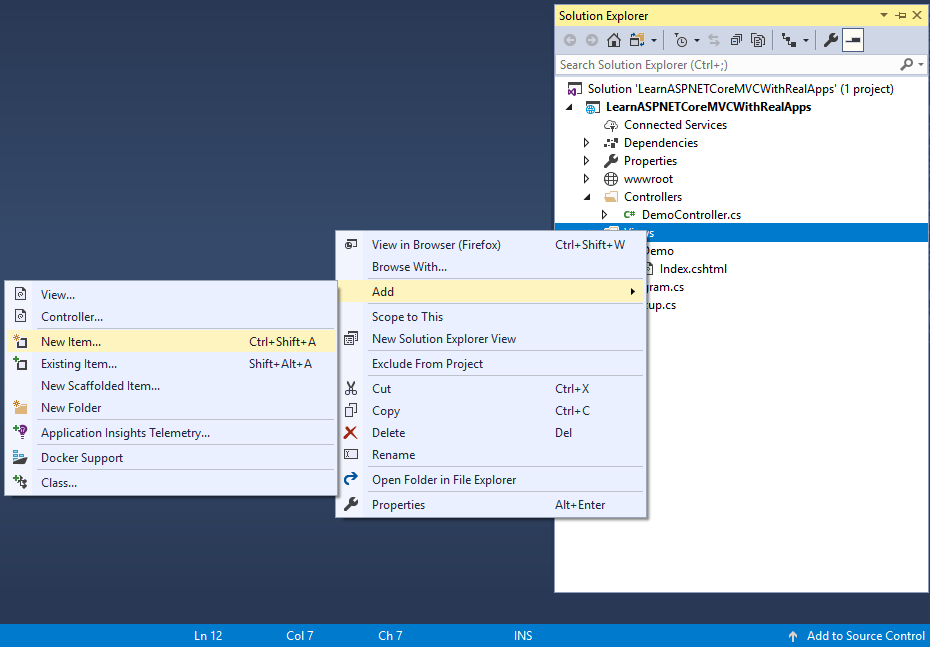 Solution Explorer
Search Solution Explorer (Ctrl+;)
Solution 'LearnASPNETCoreMVCWithRealApps' (1 project)
LearnASPNETCoreMVCWithRealApps
Connected Services
Dependencies
Properties
wwwroot
Controllers
C# DemoController.cs
Views
Demo
Index.cshtml
gram.cs
up.cs
View in Browser (Firefox) Ctrl+Shift+W
Browse With...
Add
Scope to This
New Solution Explorer View
Exclude From Project
Cut Ctrl+X
Copy Ctrl+C
Delete Del
Rename
Open Folder in File Explorer
Properties Alt+Enter
View...
Controller...
New Item... Ctrl+Shift+A
Existing Item... Shift+Alt+A
New Scaffolded Item...
New Folder
Application Insights Telemetry...
Docker Support
Class...
Ln 12 Col 7 Ch 7 INS Add to Source Control